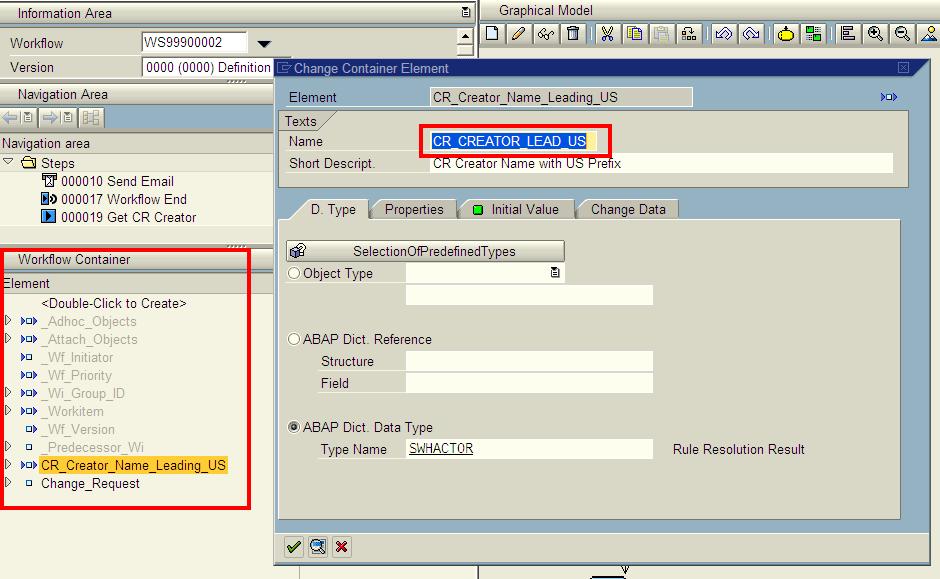 Information Area
Graphical Model
Workflow
WS99900002
Version
0000 (0000) Definition
Navigation Area
Navigation area
Steps
000010 Send Email
000017 Workflow End
000019 Get CR Creator
Workflow Container
Element
<Double-Click to Create>
_Adhoc_Objects
_Attach_Objects
_Wf_Initiator
_Wf_Priority
_Wi_Group_ID
_Workitem
_Wf_Version
_Predecessor_Wi
CR_Creator_Name_Leading_US
Change_Request
Change Container Element
Element
CR_Creator_Name_Leading_US
Texts
Name
CR_CREATOR_LEAD_US
Short Descript.
CR Creator Name with US Prefix
D. Type
Properties
Initial Value
Change Data
SelectionOfPredefinedTypes
Object Type
ABAP Dict. Reference
Structure
Field
ABAP Dict. Data Type
Type Name
SWHACTOR
Rule Resolution Result